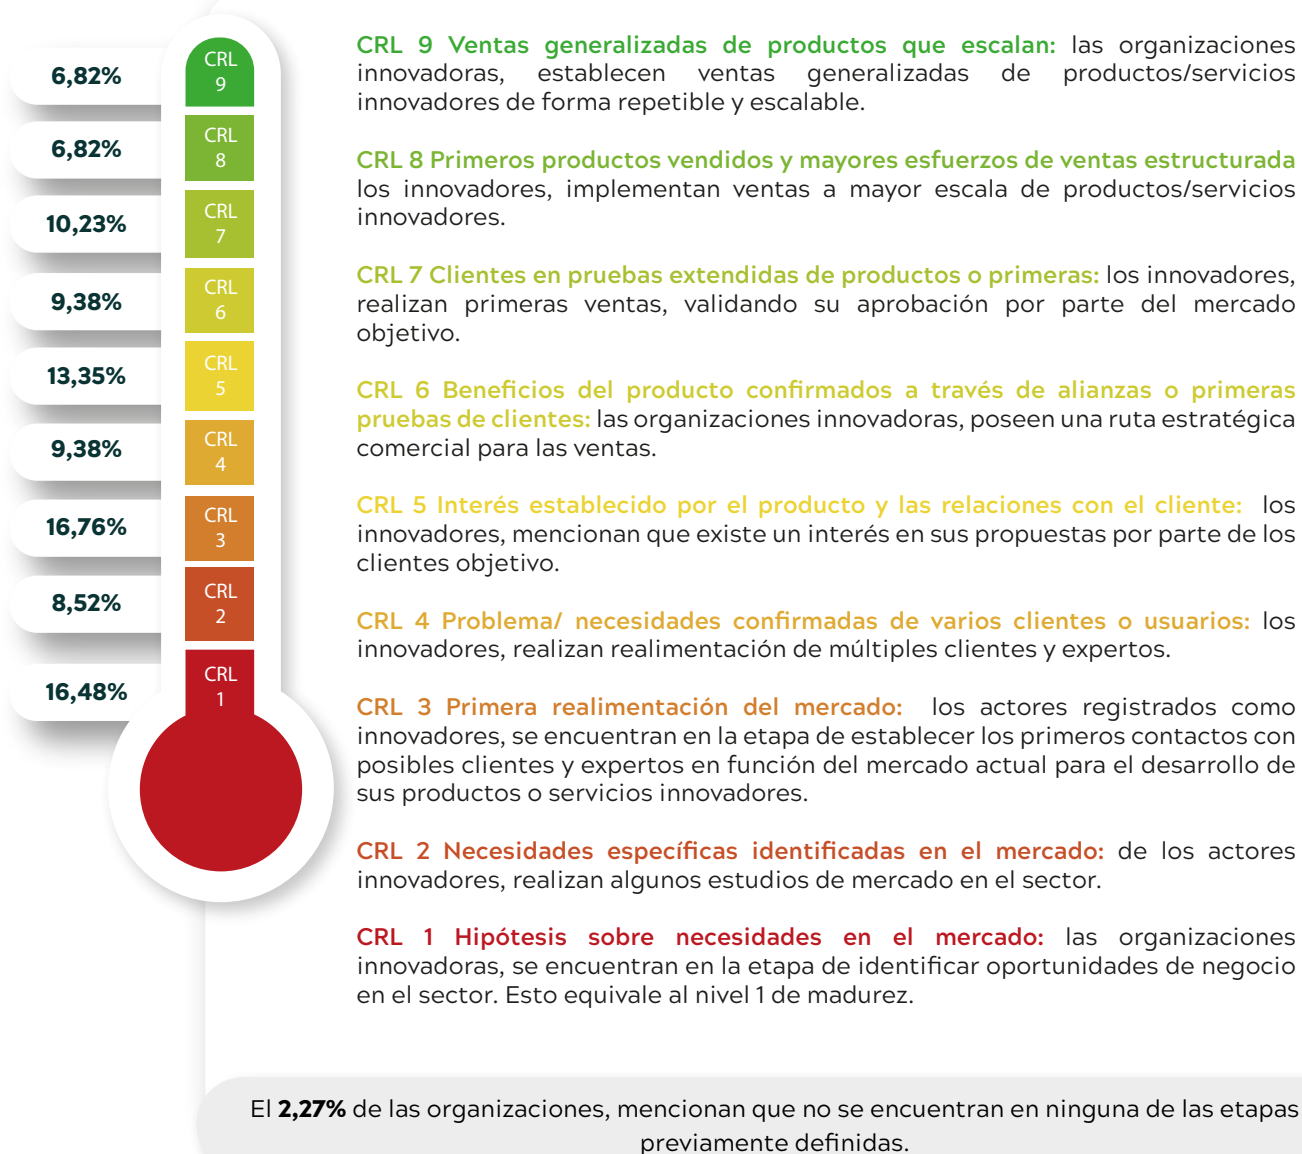 6,82%
CRL
9
6,82%
CRL
8
10,23%
CRL
7
9,38%
CRL
6
13,35%
CRL
5
9,38%
CRL
4
16,76%
CRL
3
8,52%
CRL
2
16,48%
CRL
1
CRL 9 Ventas generalizadas de productos que escalan: las organizaciones
innovadoras, establecen ventas generalizadas de productos/servicios
innovadores de forma repetible y escalable.
CRL 8 Primeros productos vendidos y mayores esfuerzos de ventas estructurada
los innovadores, implementan ventas a mayor escala de productos/servicios
innovadores.
CRL 7 Clientes en pruebas extendidas de productos o primeras: los innovadores,
realizan primeras ventas, validando su aprobación por parte del mercado
objetivo.
CRL 6 Beneficios del producto confirmados a través de alianzas o primeras
pruebas de clientes: las organizaciones innovadoras, poseen una ruta estratégica
comercial para las ventas.
CRL 5 Interés establecido por el producto y las relaciones con el cliente: los
innovadores, mencionan que existe un interés en sus propuestas por parte de los
clientes objetivo.
CRL 4 Problema/ necesidades confirmadas de varios clientes o usuarios: los
innovadores, realizan realimentación de múltiples clientes y expertos.
CRL 3 Primera realimentación del mercado: los actores registrados como
innovadores, se encuentran en la etapa de establecer los primeros contactos con
posibles clientes y expertos en función del mercado actual para el desarrollo de
sus productos o servicios innovadores.
CRL 2 Necesidades específicas identificadas en el mercado: de los actores
innovadores, realizan algunos estudios de mercado en el sector.
CRL 1 Hipótesis sobre necesidades en el mercado: las organizaciones
innovadoras, se encuentran en la etapa de identificar oportunidades de negocio
en el sector. Esto equivale al nivel 1 de madurez.
El 2,27% de las organizaciones, mencionan que no se encuentran en ninguna de las etapas
previamente definidas.